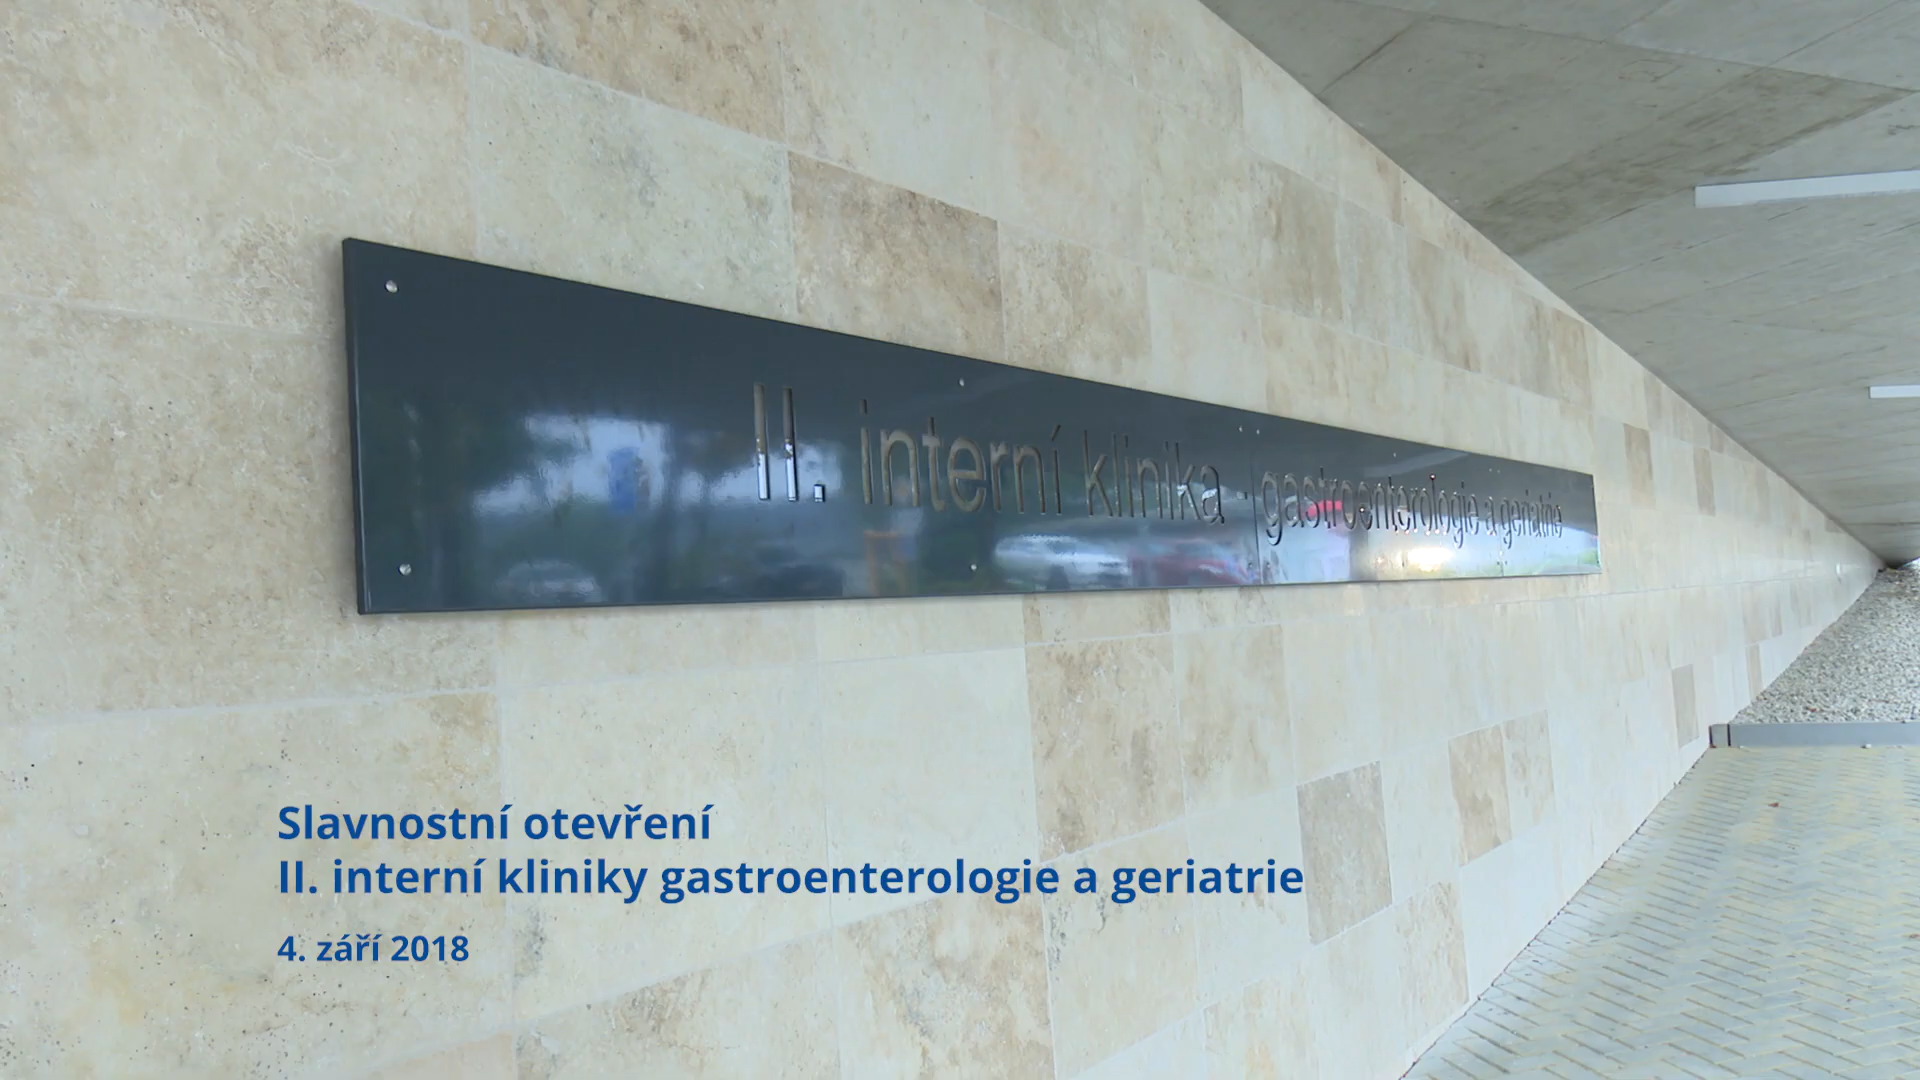 II. interní klinika - gastroenterologie a geriatrie
Slavnostní otevření
II. interní kliniky gastroenterologie a geriatrie
4. září 2018